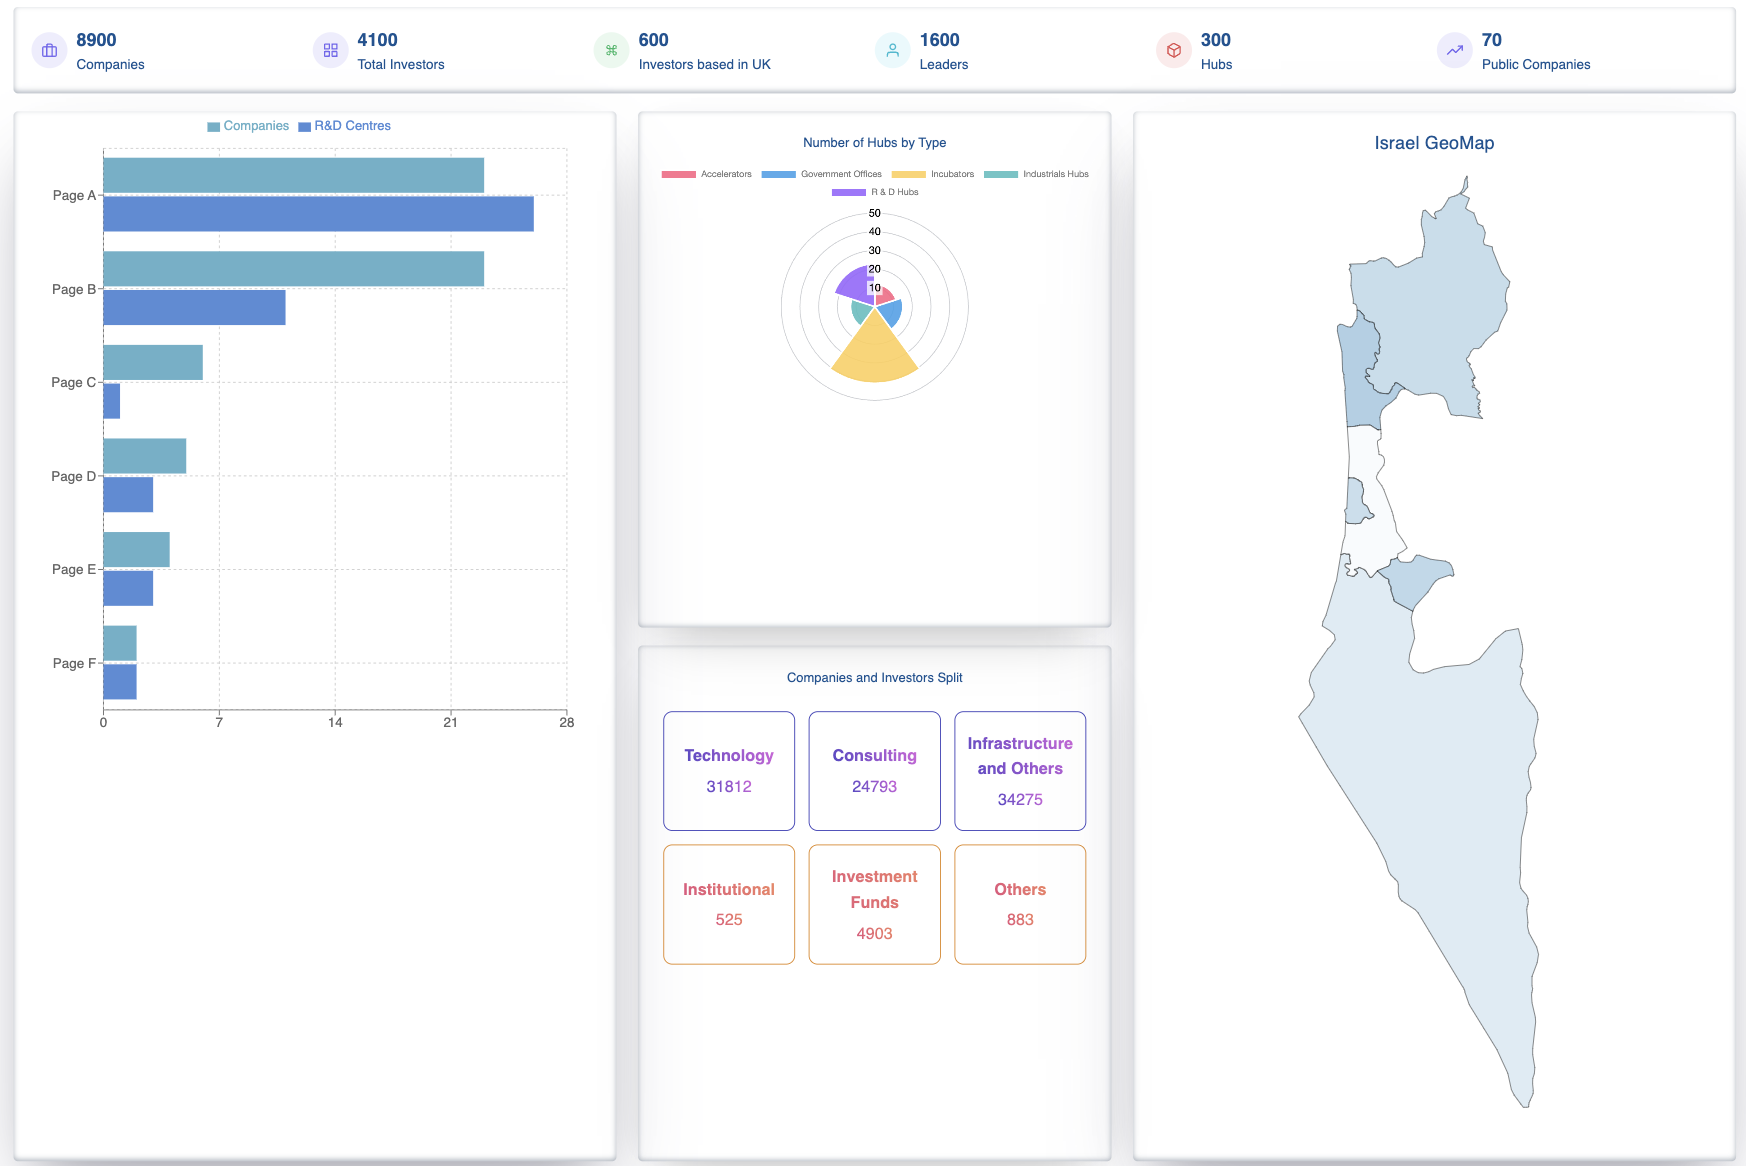 8900
Companies
4100
Total Investors
600
Investors based in UK
1600
Leaders
300
Hubs
70
Public Companies
Companies R&D Centres
Page A
Page B
Page C
Page D
Page E
Page F
0 7 14 21 28
Number of Hubs by Type
Accelerators Government Offices Incubators Industrials Hubs
R & D Hubs
50
40
30
20
10
Companies and Investors Split
Technology
31812
Consulting
24793
Infrastructure
and Others
34275
Institutional
525
Investment
Funds
4903
Others
883
Israel GeoMap